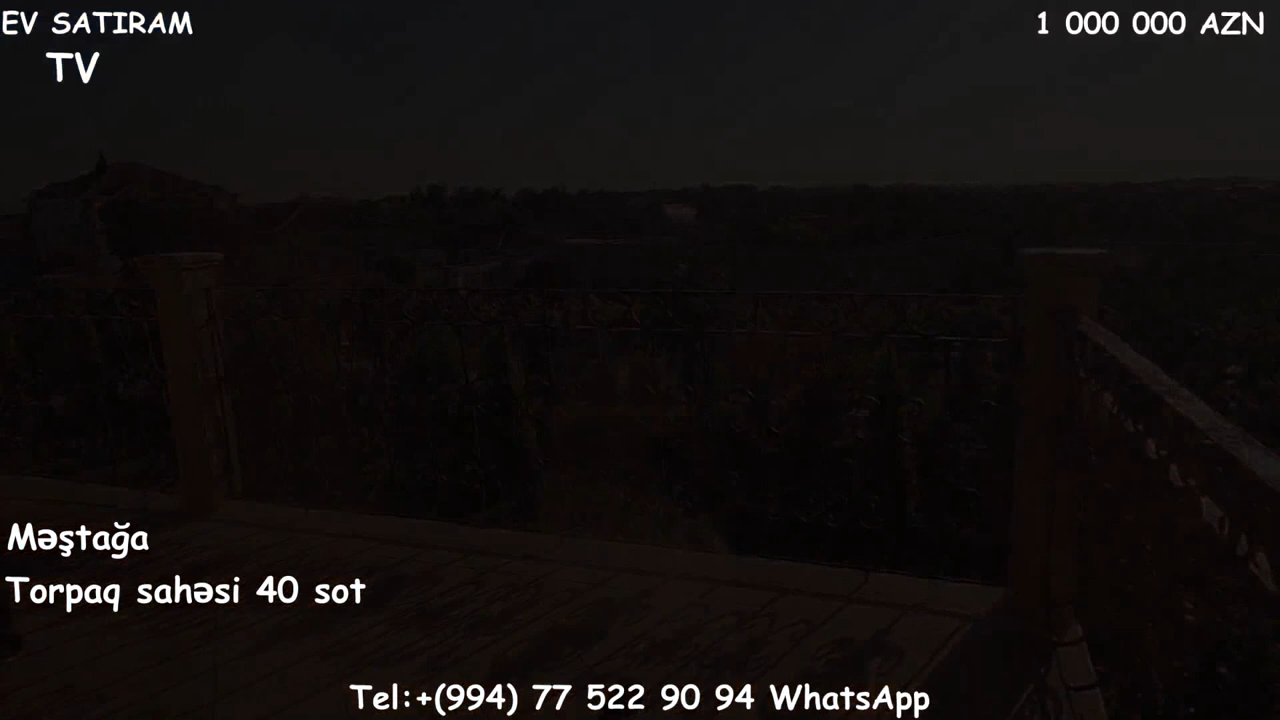 EV SATIRAM
TV
1 000 000 AZN
Məştağa
Torpaq sahəsi 40 sot
Tel:+(994) 77 522 90 94 WhatsApp